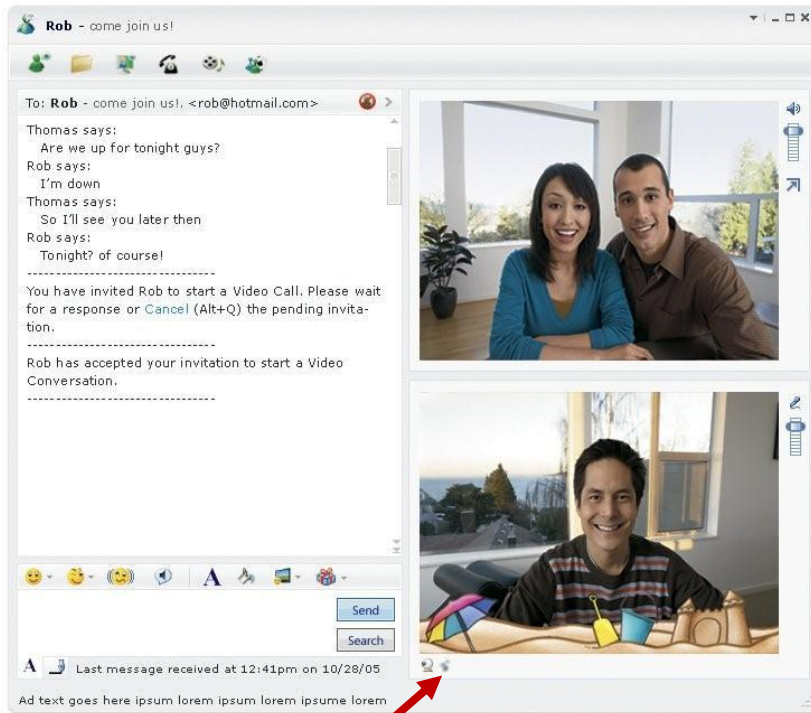 Rob - come join us!
To: Rob - come join us!, <rob@hotmail.com>
Thomas says:
Are we up for tonight guys?
Rob says:
I'm down
Thomas says:
So I'll see you later then
Rob says:
Tonight? of course!
--------------------------------
You have invited Rob to start a Video Call. Please wait
for a response or Cancel (Alt+Q) the pending invita-
tion.
--------------------------------
Rob has accepted your invitation to start a Video
Conversation.
--------------------------------
A
Send
Search
A Last message received at 12:41pm on 10/28/05
Ad text goes here ipsum lorem ipsum lorem ipsume lorem